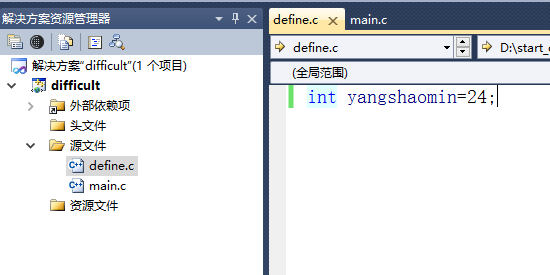 解决方案资源管理器
解决方案"difficult"(1 个项目)
difficult
外部依赖项
头文件
源文件
define.c
main.c
资源文件
define.c
main.c
define.c
D:\start_
(全局范围)
int yangshaomin=24;